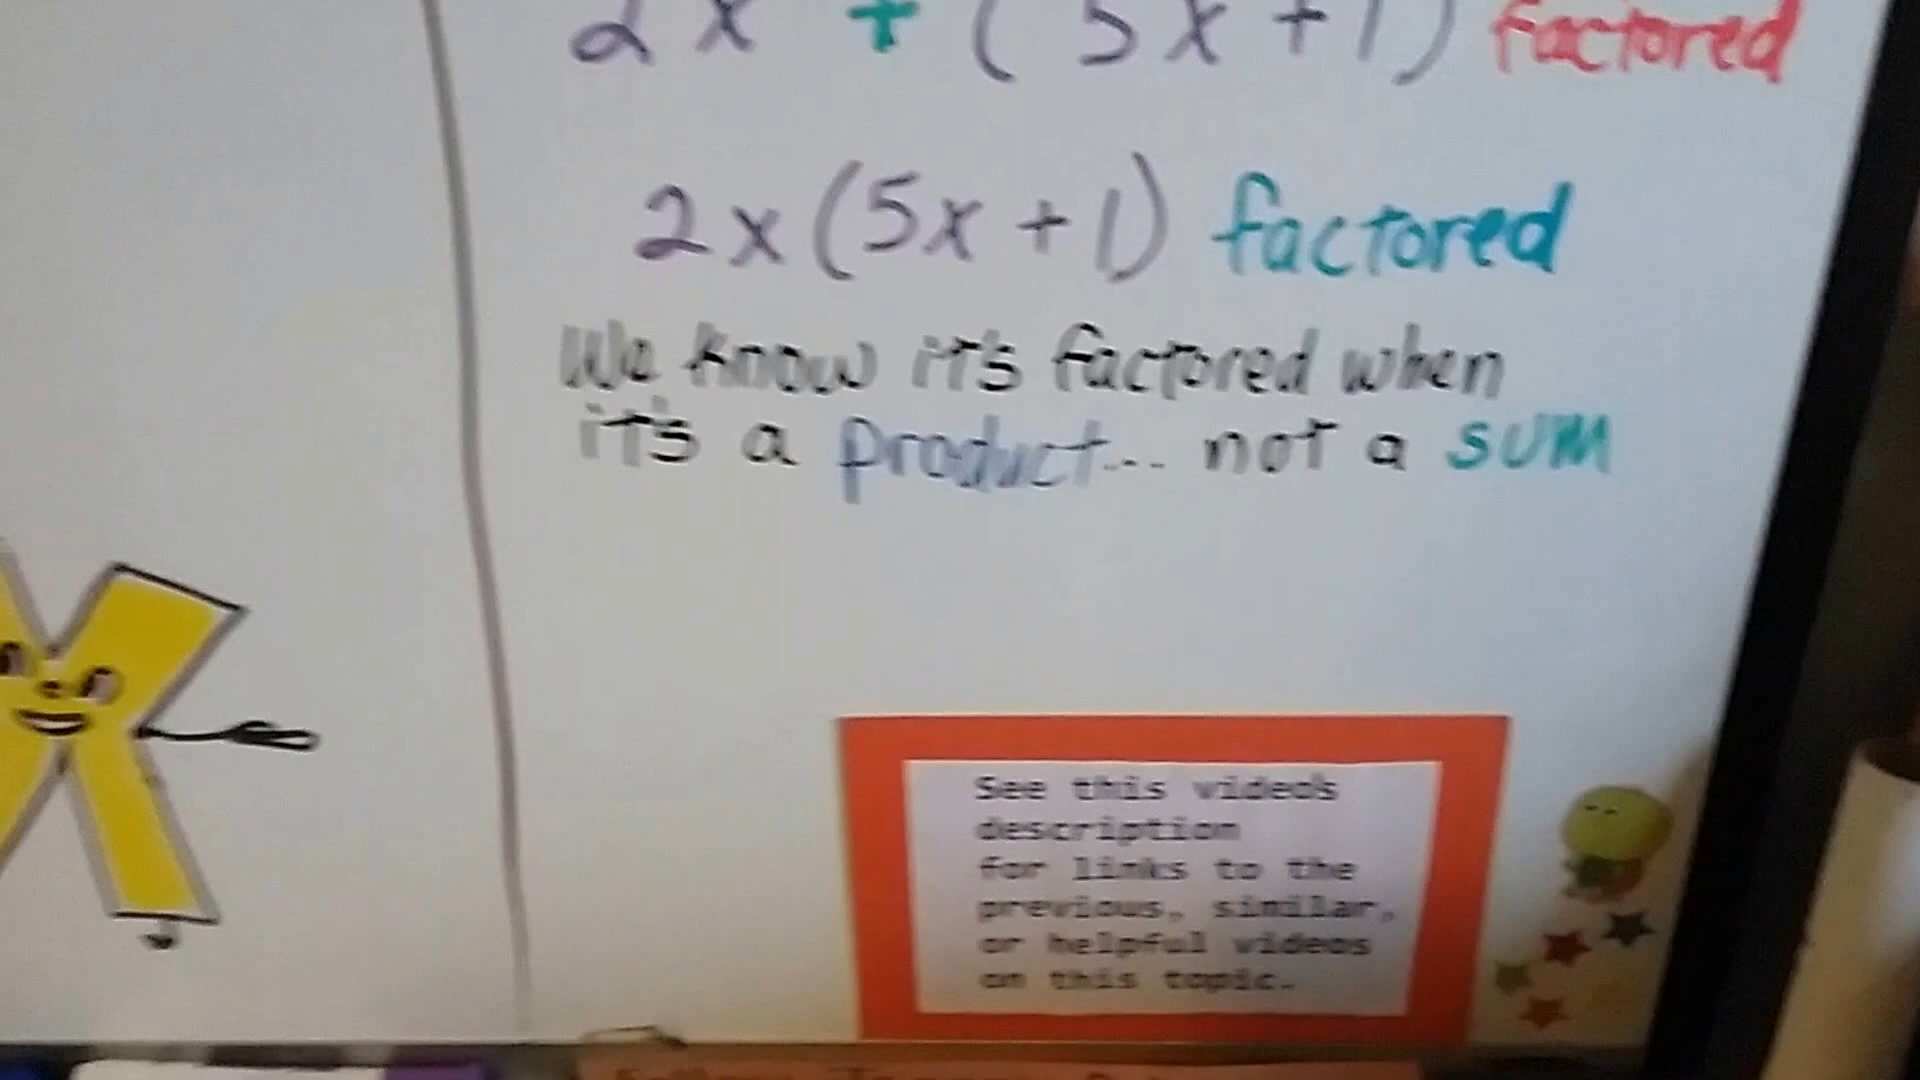 2x + (5x+1) factored
2x(5x+1) factored
We know it's factored when
it's a product... not a sum
See this video's
description
for links to the
previous, similar,
or helpful videos
on this topic.